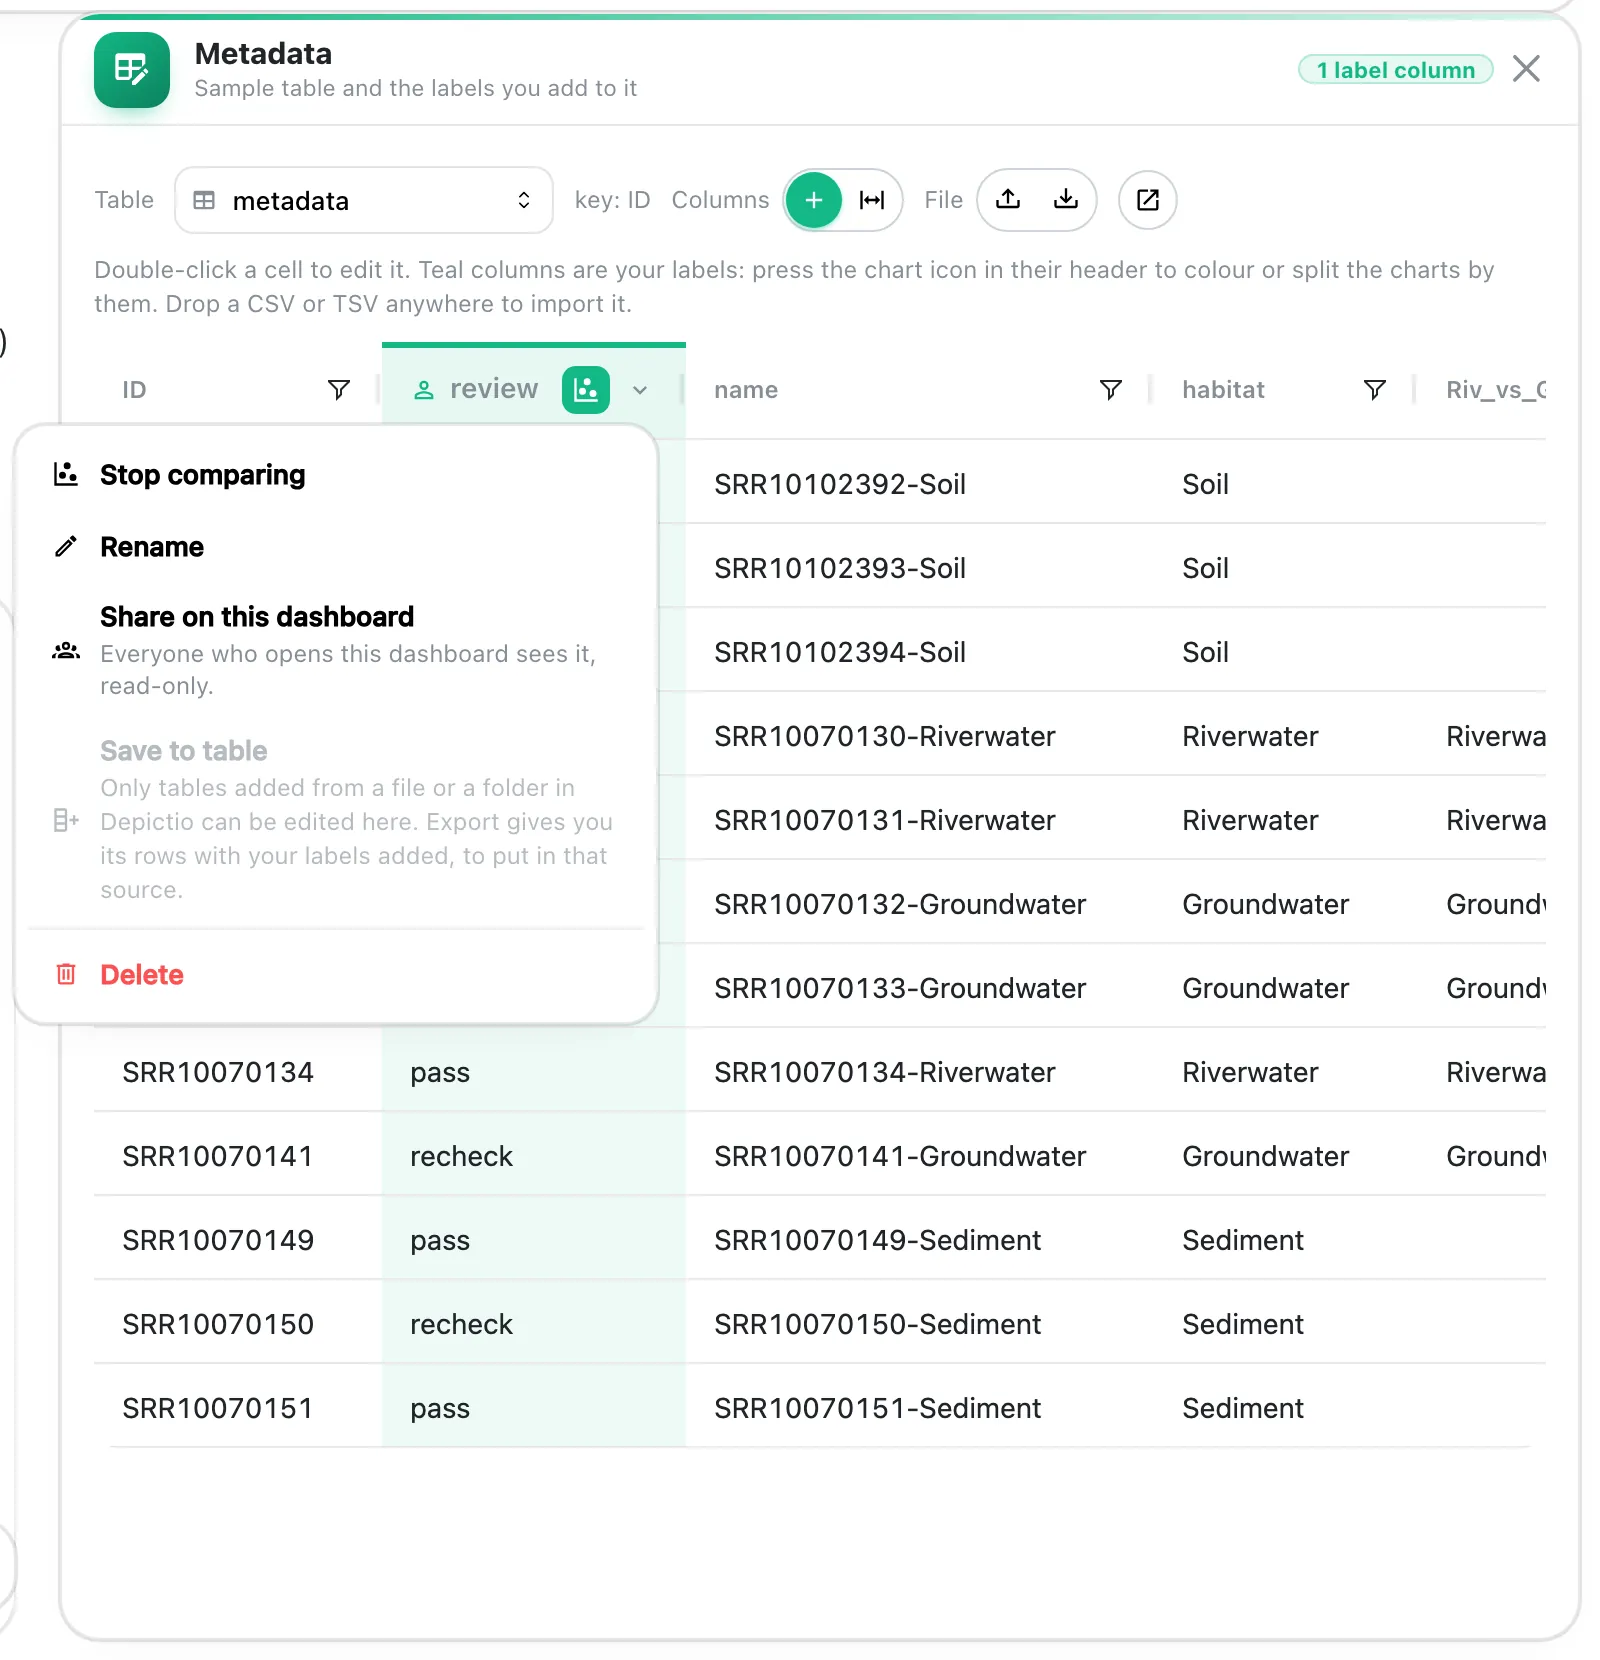 Metadata
Sample table and the labels you add to it
1 label column
Table
metadata
key: ID
Columns
File
Double-click a cell to edit it. Teal columns are your labels: press the chart icon in their header to colour or split the charts by
them. Drop a CSV or TSV anywhere to import it.
)
ID
review
name
habitat
Riv_vs_G
Stop comparing
Rename
Share on this dashboard
Everyone who opens this dashboard sees it,
read-only.
Save to table
Only tables added from a file or a folder in
Depictio can be edited here. Export gives you
its rows with your labels added, to put in that
source.
Delete
SRR10102392-Soil Soil
SRR10102393-Soil Soil
SRR10102394-Soil Soil
SRR10070130-Riverwater Riverwater Riverwa
SRR10070131-Riverwater Riverwater Riverwa
SRR10070132-Groundwater Groundwater Groundw
SRR10070133-Groundwater Groundwater Groundw
SRR10070134 pass SRR10070134-Riverwater Riverwater Riverwa
SRR10070141 recheck SRR10070141-Groundwater Groundwater Groundw
SRR10070149 pass SRR10070149-Sediment Sediment
SRR10070150 recheck SRR10070150-Sediment Sediment
SRR10070151 pass SRR10070151-Sediment Sediment